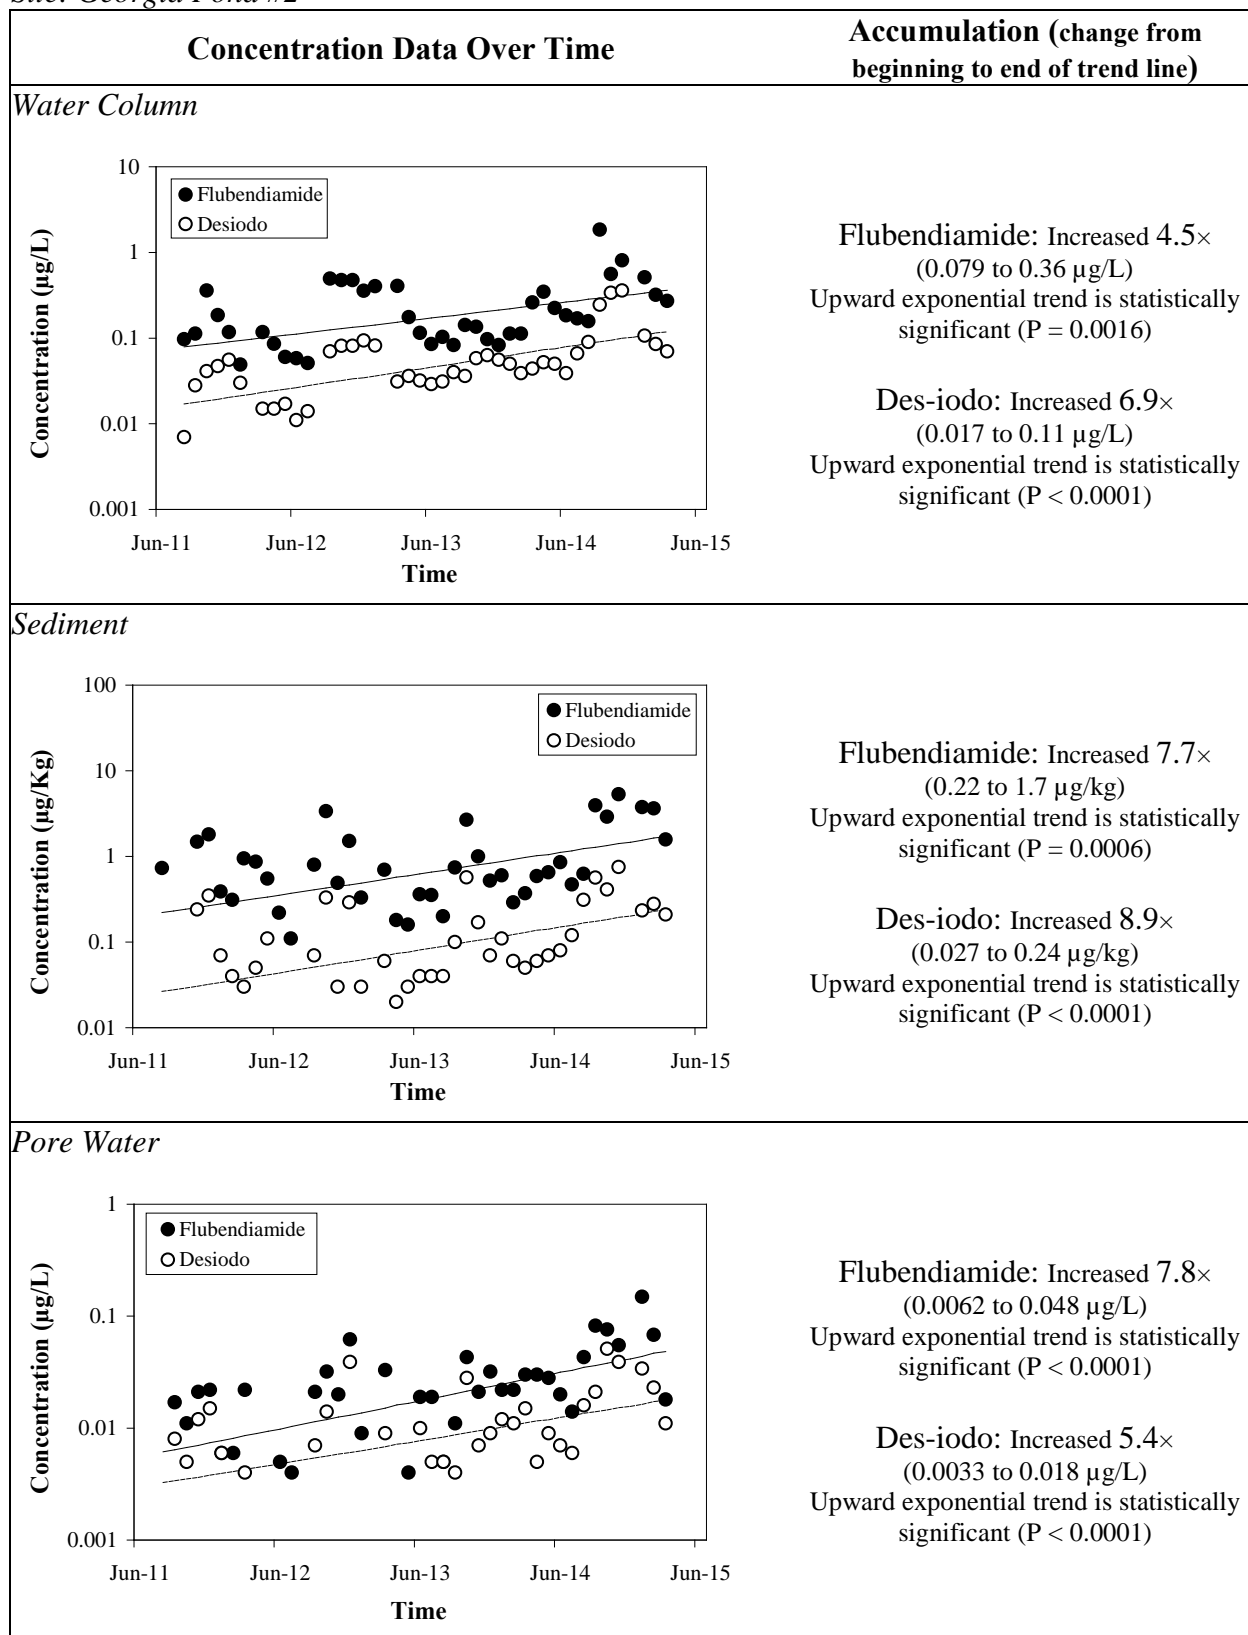 Site: Georgia Pond #2
Concentration Data Over Time
Accumulation (change from
beginning to end of trend line)
Water Column
10
1
0.1
0.01
0.001
Concentration (µg/L)
Flubendiamide
Desiodo
Jun-11 Jun-12 Jun-13 Jun-14 Jun-15
Time
Flubendiamide: Increased 4.5×
(0.079 to 0.36 µg/L)
Upward exponential trend is statistically
significant (P = 0.0016)
Des-iodo: Increased 6.9×
(0.017 to 0.11 µg/L)
Upward exponential trend is statistically
significant (P < 0.0001)
Sediment
100
10
1
0.1
0.01
Concentration (µg/Kg)
Flubendiamide
Desiodo
Jun-11 Jun-12 Jun-13 Jun-14 Jun-15
Time
Flubendiamide: Increased 7.7×
(0.22 to 1.7 µg/kg)
Upward exponential trend is statistically
significant (P = 0.0006)
Des-iodo: Increased 8.9×
(0.027 to 0.24 µg/kg)
Upward exponential trend is statistically
significant (P < 0.0001)
Pore Water
1
0.1
0.01
0.001
Concentration (µg/L)
Flubendiamide
Desiodo
Jun-11 Jun-12 Jun-13 Jun-14 Jun-15
Time
Flubendiamide: Increased 7.8×
(0.0062 to 0.048 µg/L)
Upward exponential trend is statistically
significant (P < 0.0001)
Des-iodo: Increased 5.4×
(0.0033 to 0.018 µg/L)
Upward exponential trend is statistically
significant (P < 0.0001)